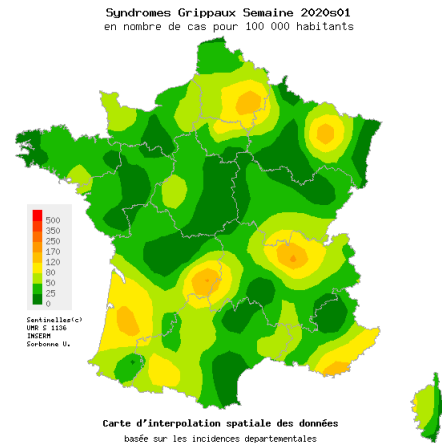 Syndromes Grippaux Semaine 2020s01
en nombre de cas pour 100 000 habitants
500
350
250
170
120
80
50
25
0
Sentinelles(c)
UMR S 1136
INSERM
Sorbonne U.
Carte d'interpolation spatiale des données
basée sur les incidences departementales